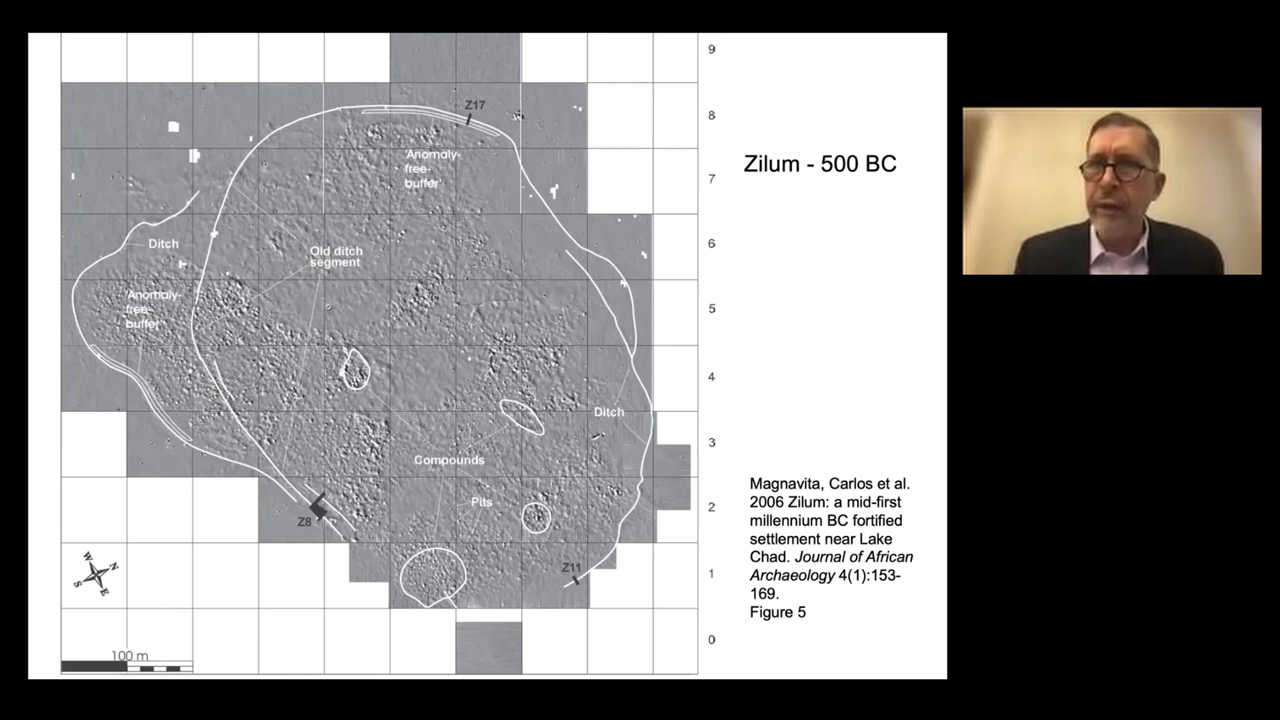 9
Z17
8
'Anomaly-
free-
buffer'
Zilum - 500 BC
7
Ditch
Old ditch
segment
6
'Anomaly-
free-
buffer'
5
4
Ditch
3
Compounds
Pits
2
Z8
Magnavita, Carlos et al.
2006 Zilum: a mid-first
millennium BC fortified
settlement near Lake
Chad. Journal of African
Archaeology 4(1):153-
169.
Figure 5
W
N
S
E
Z11
1
0
100 m